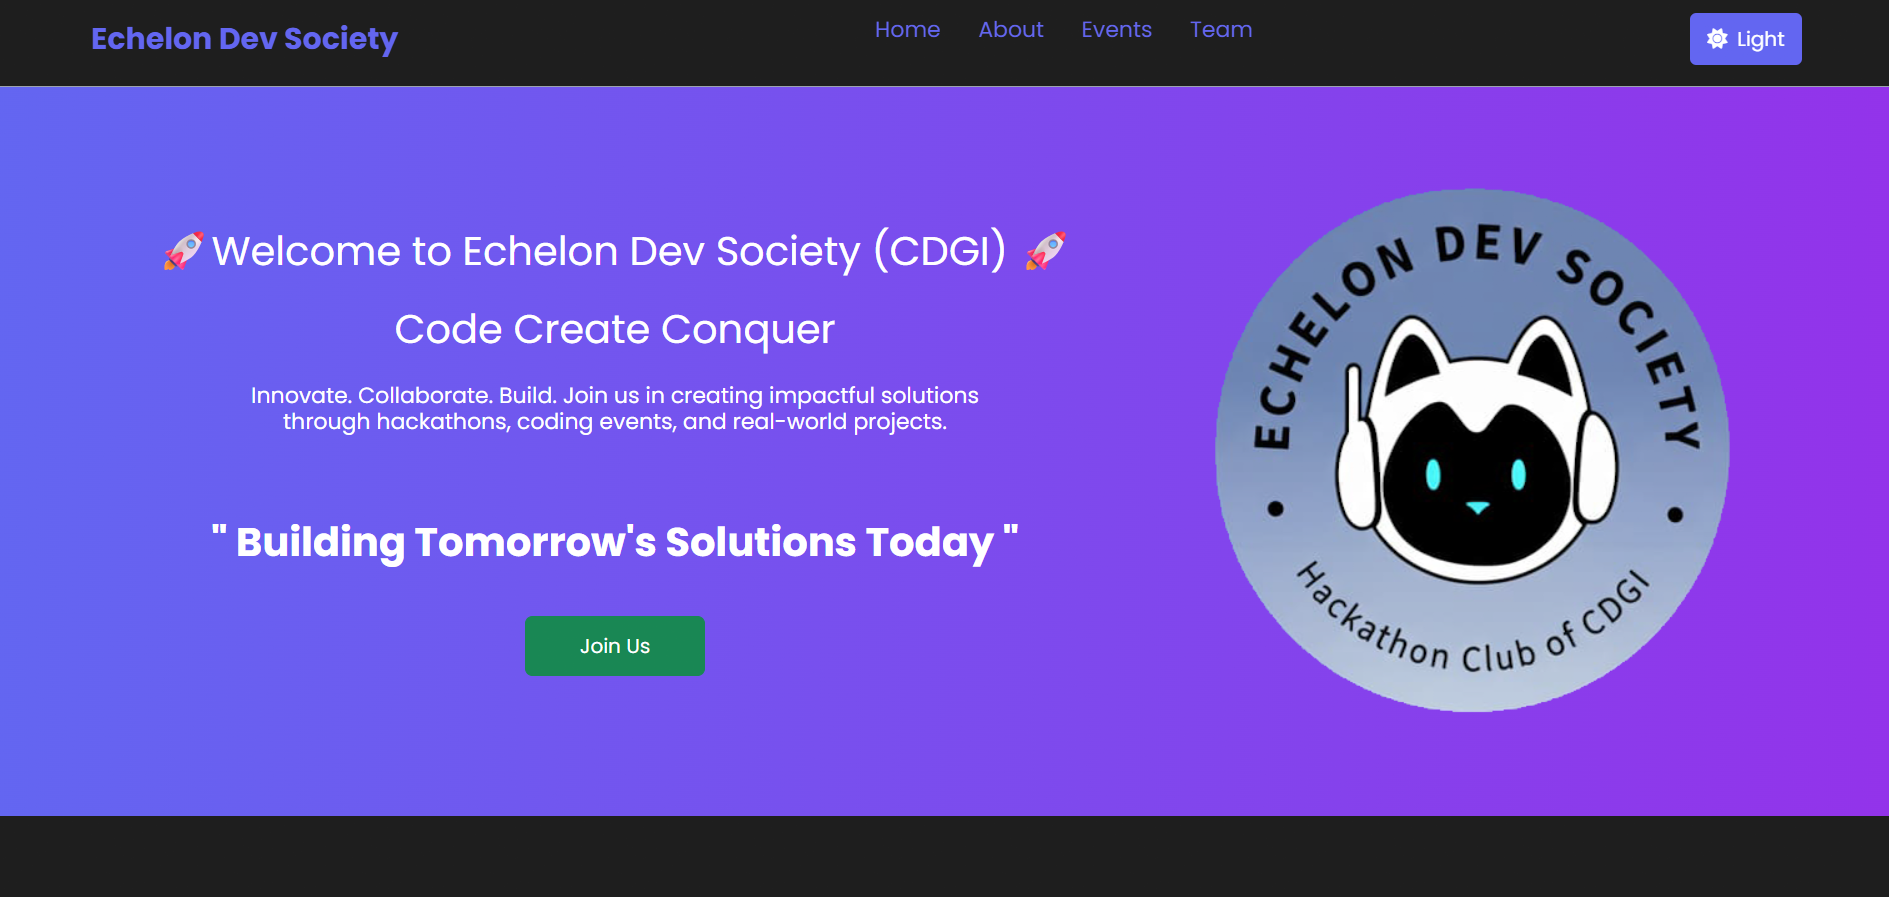 Echelon Dev Society
Home About Events Team
Light
🚀 Welcome to Echelon Dev Society (CDGI) 🚀
Code Create Conquer
Innovate. Collaborate. Build. Join us in creating impactful solutions
through hackathons, coding events, and real-world projects.
" Building Tomorrow's Solutions Today "
Join Us
ECHELON DEV SOCIETY
Hackathon Club of CDGI